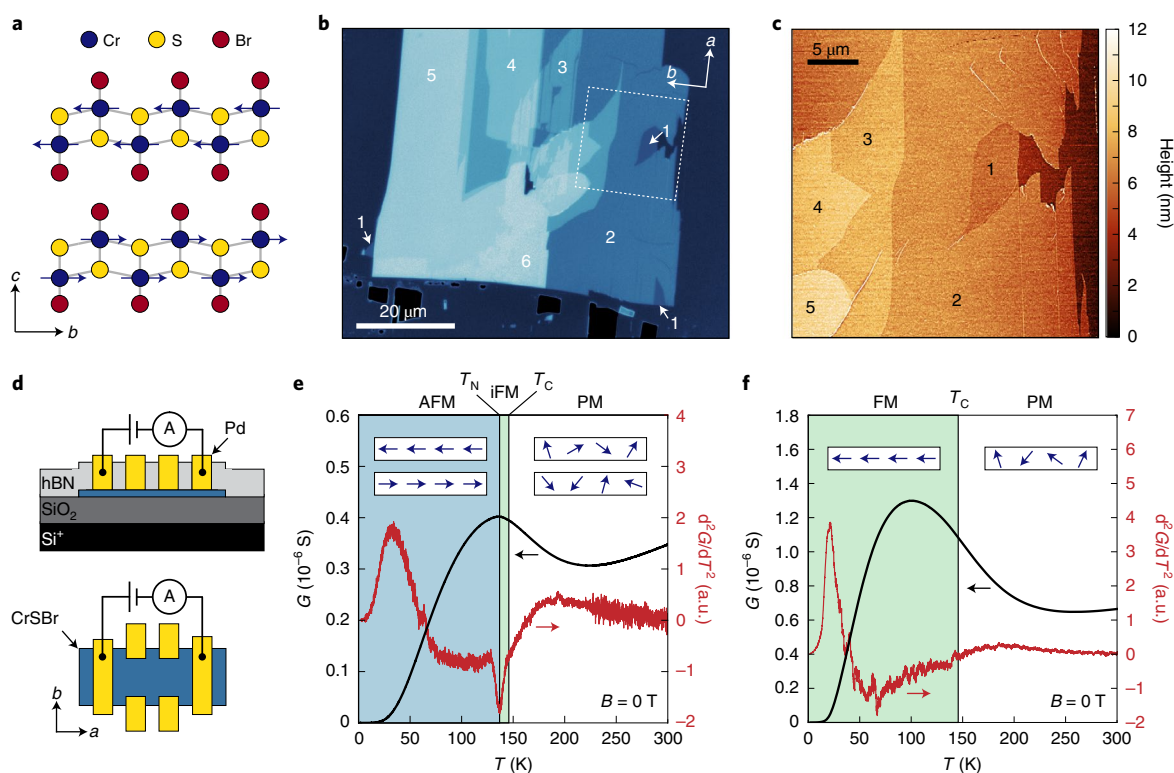 a
Cr
S
Br
c
b
b
5
4
3
a
b
1
1
2
6
1
20 μm
c
5 μm
3
1
4
2
5
12
10
8
6
4
2
0
Height (nm)
d
A
Pd
hBN
SiO2
Si+
A
CrSBr
b
a
e
TN
iFM
TC
AFM
PM
0.6
0.5
0.4
0.3
0.2
0.1
0
G (10−6 S)
4
3
2
1
0
−1
−2
d2G/dT2 (a.u.)
B = 0 T
0 50 100 150 200 250 300
T (K)
f
FM
TC
PM
1.8
1.6
1.4
1.2
1.0
0.8
0.6
0.4
0.2
0
G (10−6 S)
7
6
5
4
3
2
1
0
−1
−2
d2G/dT2 (a.u.)
B = 0 T
0 50 100 150 200 250 300
T (K)